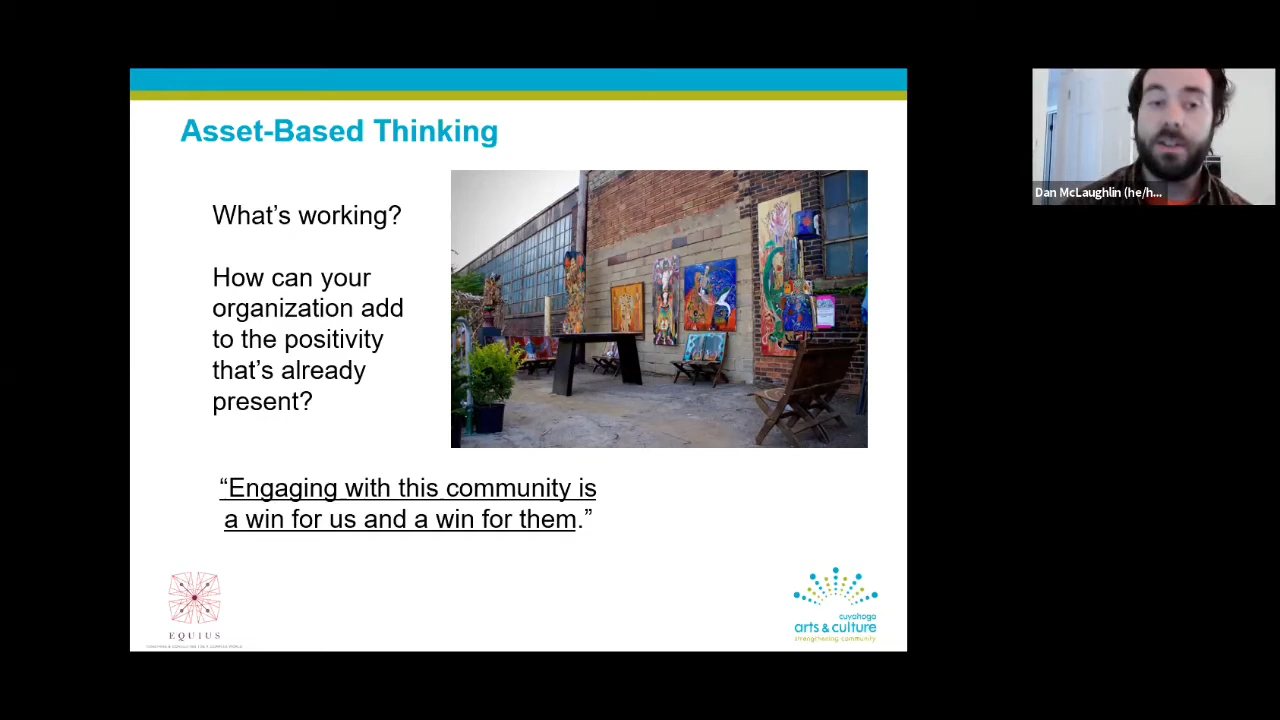 Asset-Based Thinking
What's working?
How can your
organization add
to the positivity
that's already
present?
“Engaging with this community is
a win for us and a win for them.”
EQUIUS
cuyahoga
arts & culture
strengthening community
Dan McLaughlin (he/h...